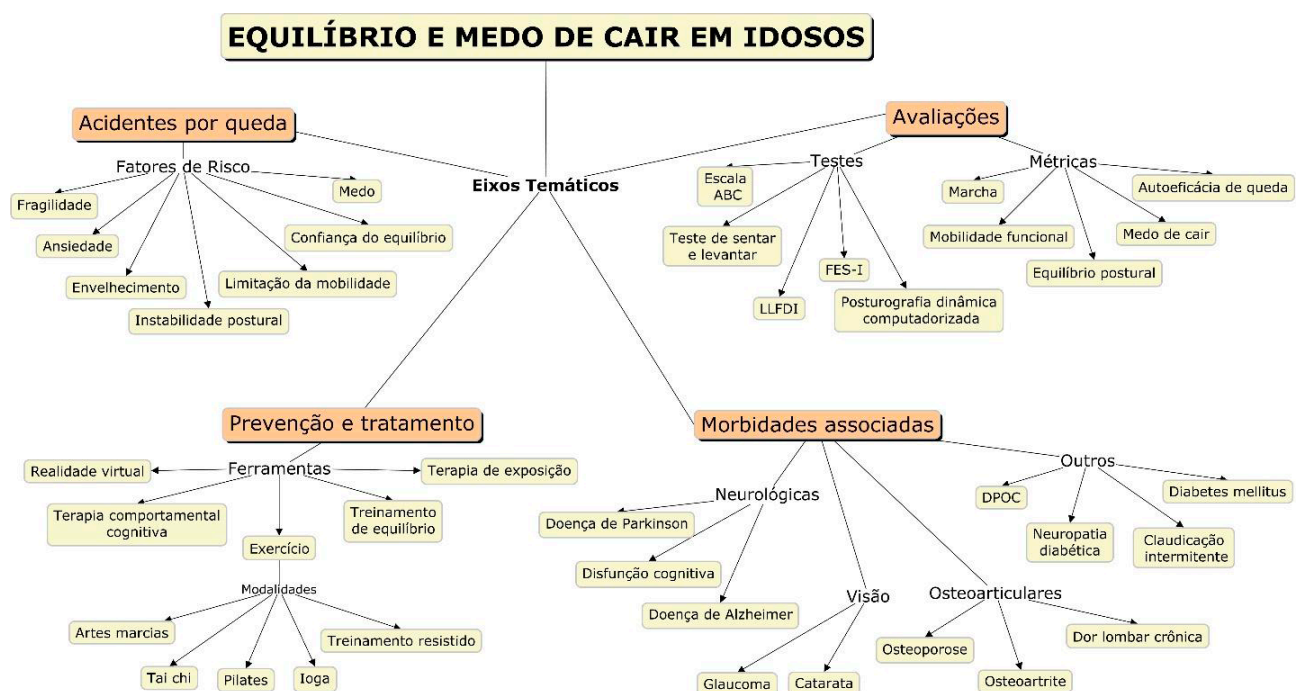 EQUILÍBRIO E MEDO DE CAIR EM IDOSOS
Eixos Temáticos
Acidentes por queda
Fatores de Risco
Fragilidade
Ansiedade
Envelhecimento
Instabilidade postural
Limitação da mobilidade
Confiança do equilíbrio
Medo
Avaliações
Testes
Escala
ABC
Teste de sentar
e levantar
LLFDI
FES-I
Posturografia dinâmica
computadorizada
Métricas
Marcha
Mobilidade funcional
Equilíbrio postural
Medo de cair
Autoeficácia de queda
Prevenção e tratamento
Ferramentas
Realidade virtual
Terapia comportamental
cognitiva
Exercício
Treinamento
de equilíbrio
Terapia de exposição
Modalidades
Artes marcias
Tai chi
Pilates
Ioga
Treinamento resistido
Morbidades associadas
Neurológicas
Doença de Parkinson
Disfunção cognitiva
Doença de Alzheimer
Visão
Glaucoma
Catarata
Osteoarticulares
Osteoporose
Osteoartrite
Dor lombar crônica
Outros
DPOC
Neuropatia
diabética
Claudicação
intermitente
Diabetes mellitus